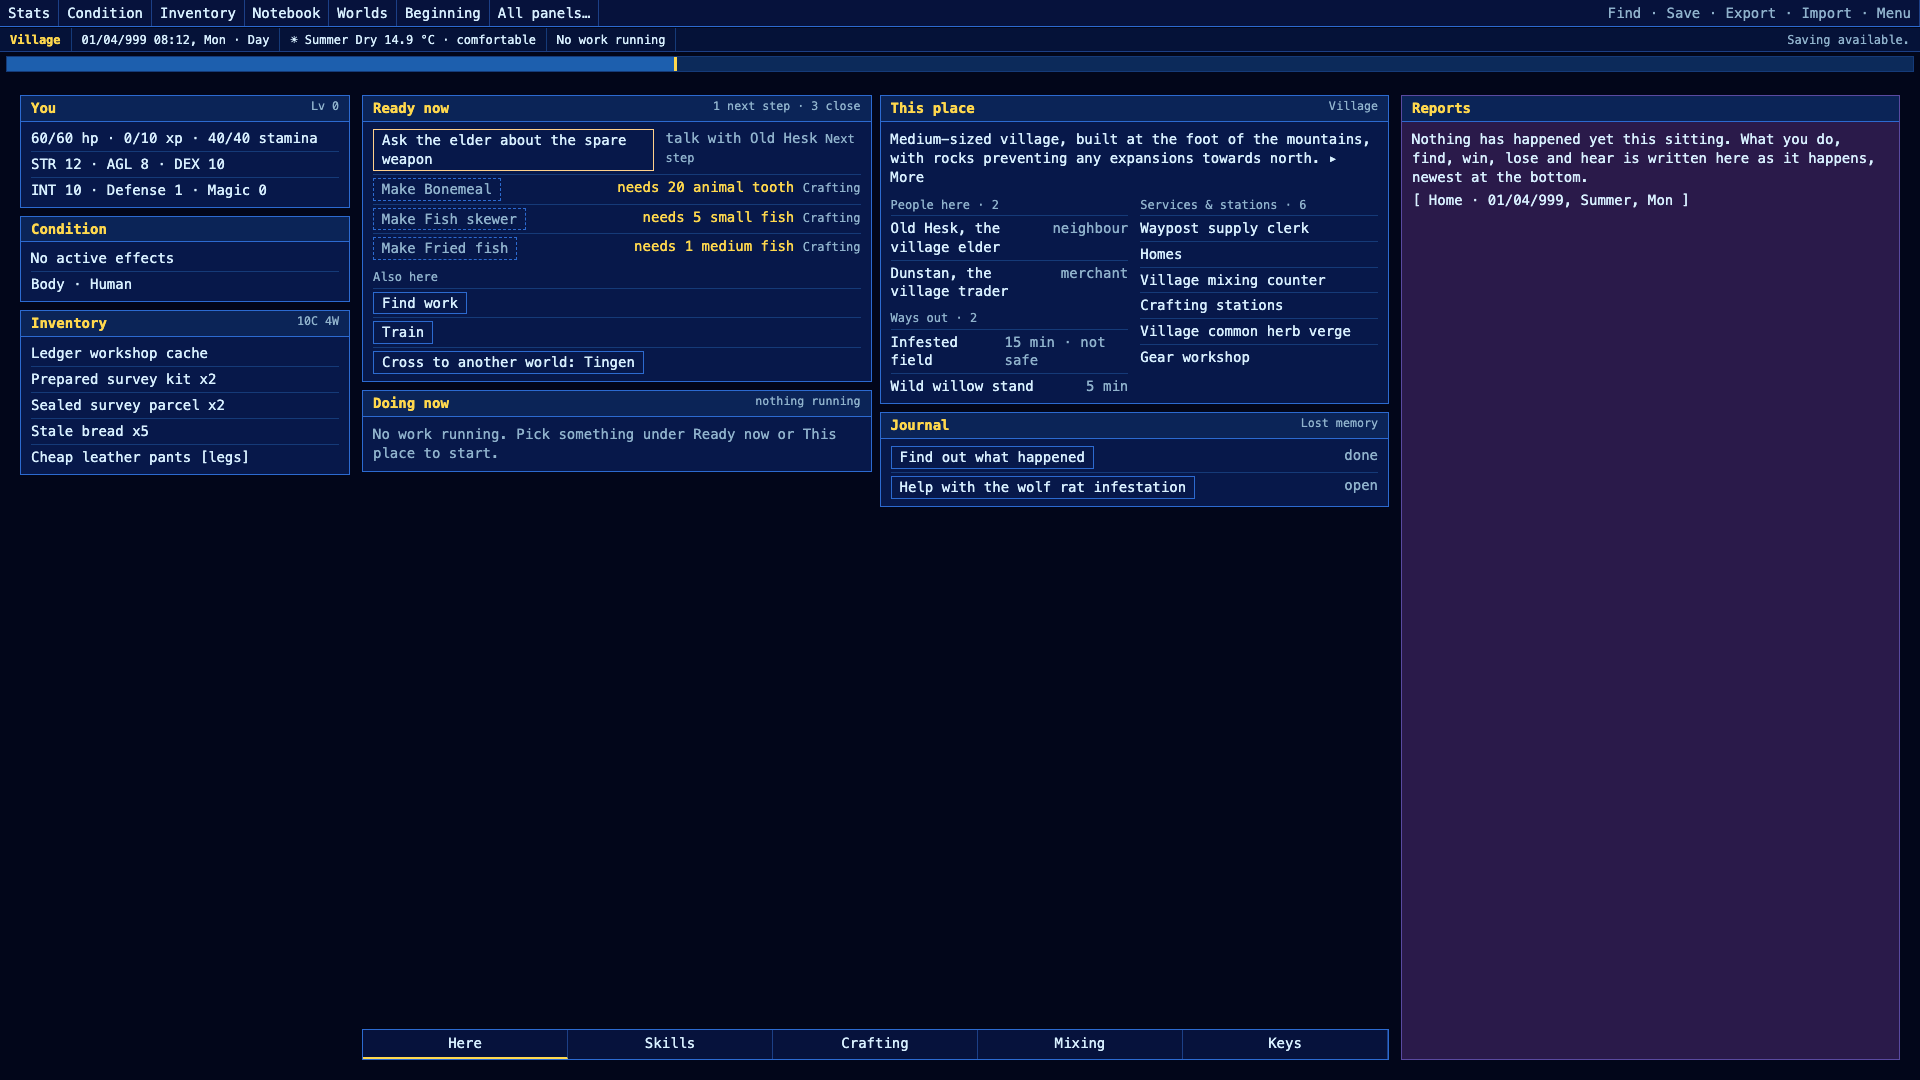 Stats Condition Inventory Notebook Worlds Beginning All panels… Find · Save · Export · Import · Menu
Village 01/04/999 08:12, Mon · Day ☀ Summer Dry 14.9 °C · comfortable No work running Saving available.
You Lv 0
60/60 hp · 0/10 xp · 40/40 stamina
STR 12 · AGL 8 · DEX 10
INT 10 · Defense 1 · Magic 0
Condition
No active effects
Body · Human
Inventory 10C 4W
Ledger workshop cache
Prepared survey kit x2
Sealed survey parcel x2
Stale bread x5
Cheap leather pants [legs]
Ready now 1 next step · 3 close
Ask the elder about the spare
weapon
talk with Old Hesk Next
step
Make Bonemeal needs 20 animal tooth Crafting
Make Fish skewer needs 5 small fish Crafting
Make Fried fish needs 1 medium fish Crafting
Also here
Find work
Train
Cross to another world: Tingen
Doing now nothing running
No work running. Pick something under Ready now or This
place to start.
This place Village
Medium-sized village, built at the foot of the mountains,
with rocks preventing any expansions towards north. ▸
More
People here · 2
Old Hesk, the neighbour
village elder
Dunstan, the merchant
village trader
Ways out · 2
Infested 15 min · not
field safe
Wild willow stand 5 min
Services & stations · 6
Waypost supply clerk
Homes
Village mixing counter
Crafting stations
Village common herb verge
Gear workshop
Journal Lost memory
Find out what happened done
Help with the wolf rat infestation open
Reports
Nothing has happened yet this sitting. What you do,
find, win, lose and hear is written here as it happens,
newest at the bottom.
[ Home · 01/04/999, Summer, Mon ]
Here Skills Crafting Mixing Keys